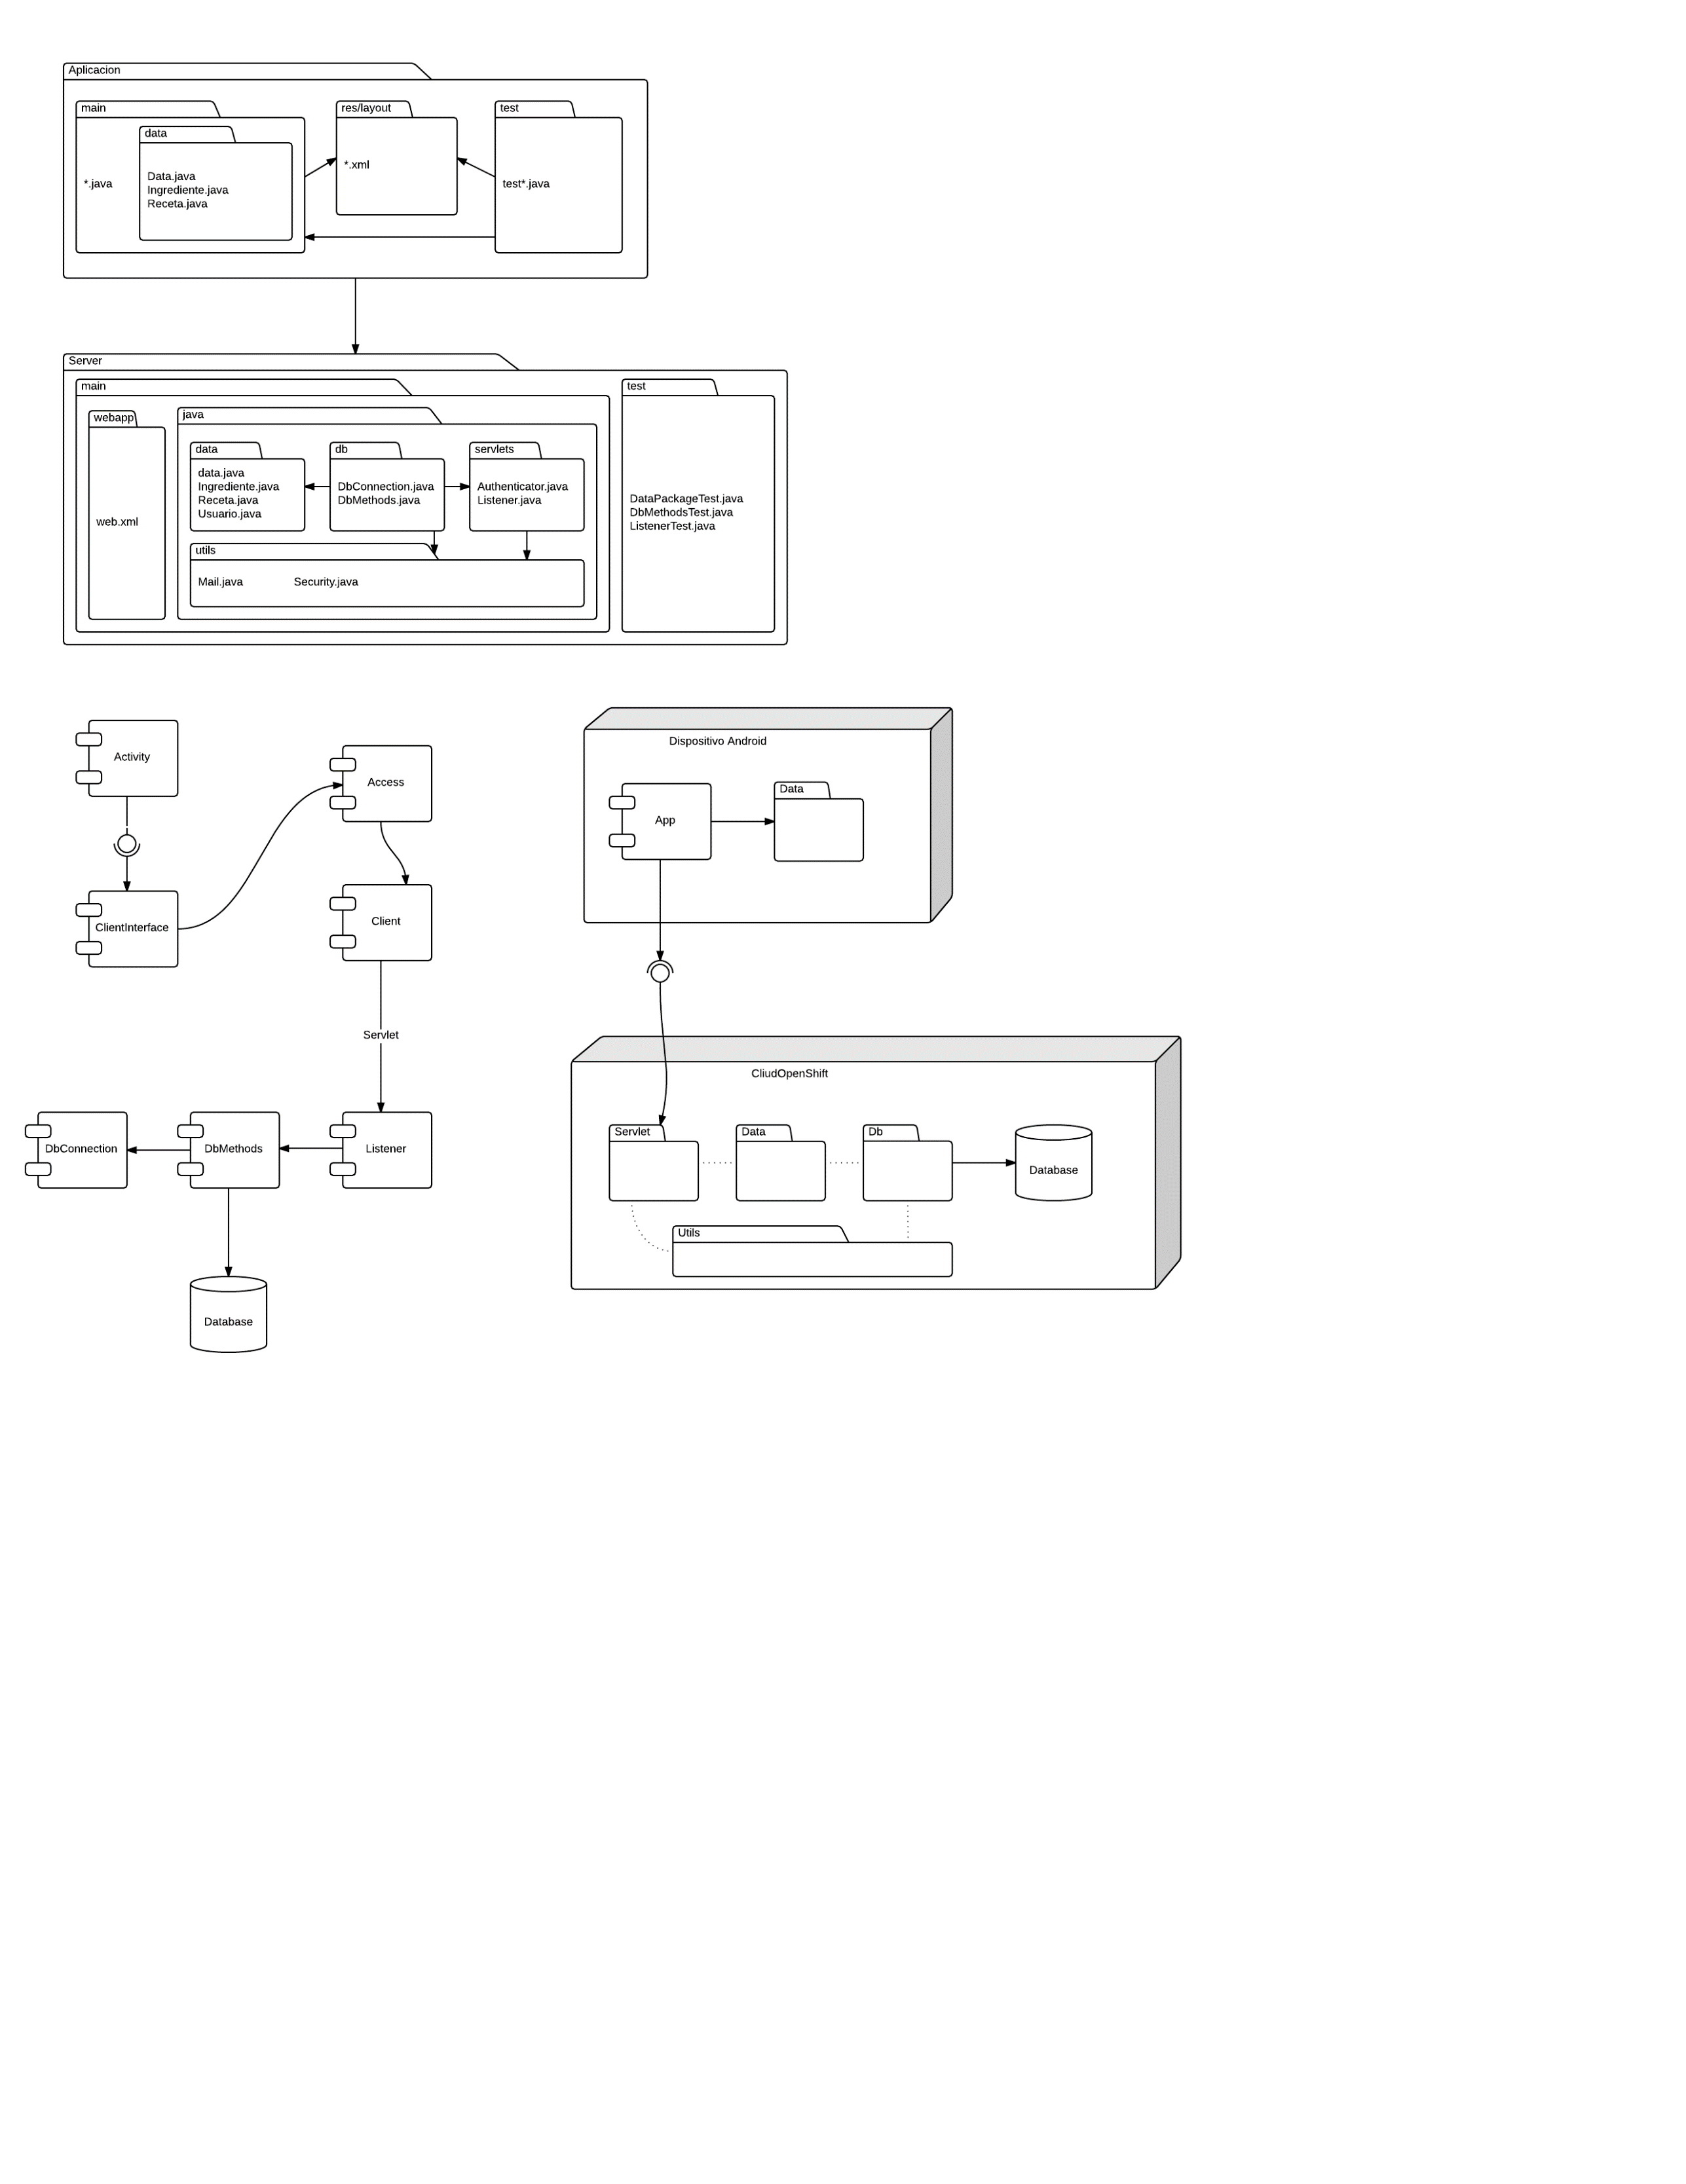 Aplicacion
main
res/layout
test
data
*.java
Data.java
Ingrediente.java
Receta.java
*.xml
test*.java
Server
main
test
webapp
java
data
db
servlets
data.java
Ingrediente.java
Receta.java
Usuario.java
DbConnection.java
DbMethods.java
Authenticator.java
Listener.java
web.xml
utils
Mail.java
Security.java
DataPackageTest.java
DbMethodsTest.java
ListenerTest.java
Activity
Access
ClientInterface
Client
Servlet
DbConnection
DbMethods
Listener
Database
Dispositivo Android
App
Data
CliudOpenShift
Servlet
Data
Db
Database
Utils